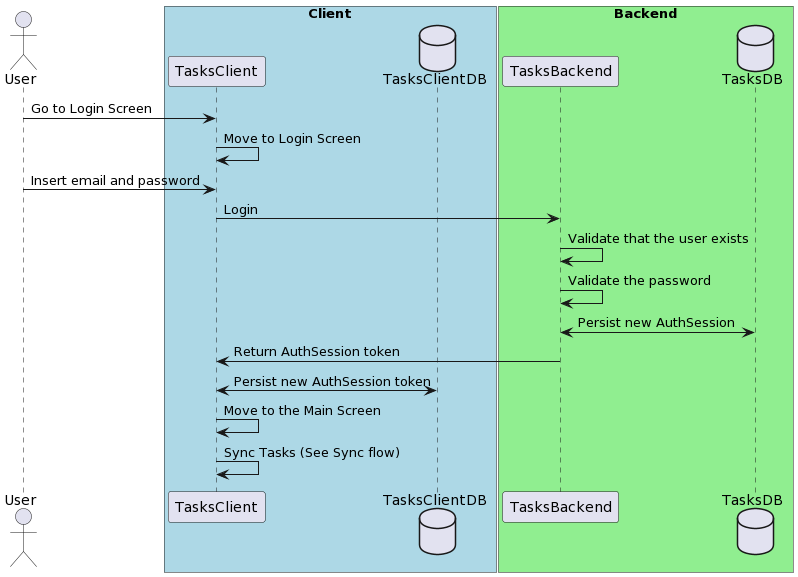 Client
Backend
User
TasksClient
TasksClientDB
TasksBackend
TasksDB
Go to Login Screen
Move to Login Screen
Insert email and password
Login
Validate that the user exists
Validate the password
Persist new AuthSession
Return AuthSession token
Persist new AuthSession token
Move to the Main Screen
Sync Tasks (See Sync flow)
User
TasksClient
TasksClientDB
TasksBackend
TasksDB